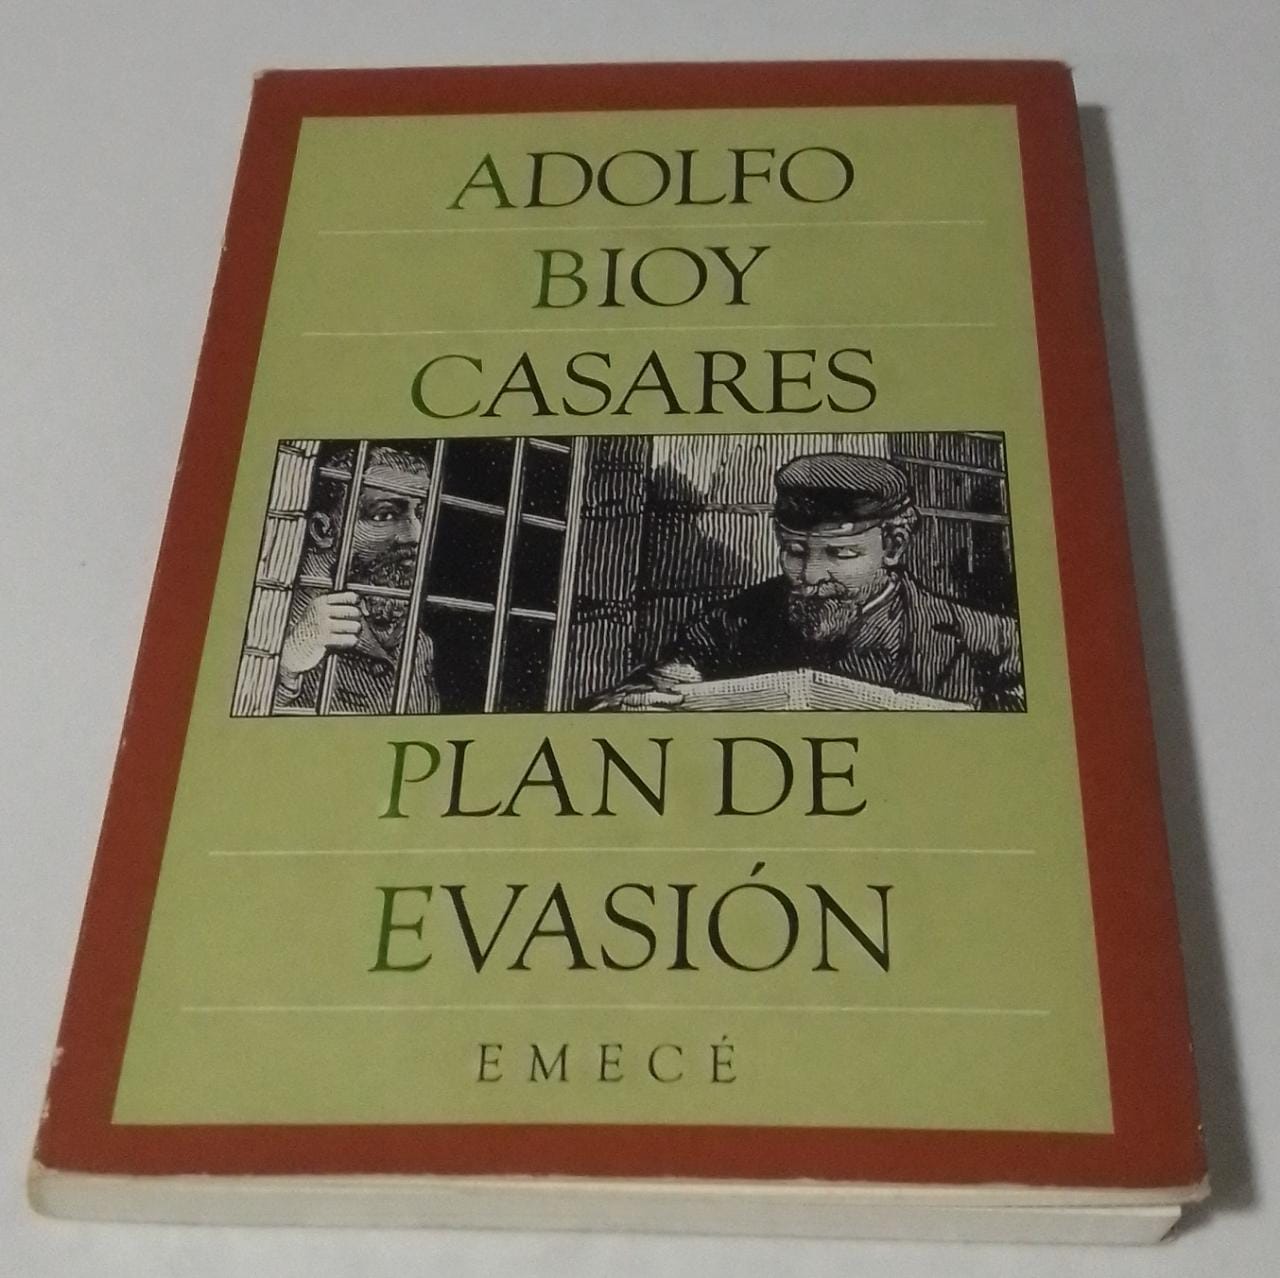 ADOLFO
BIOY
CASARES
PLAN DE
EVASIÓN
EMECÉ